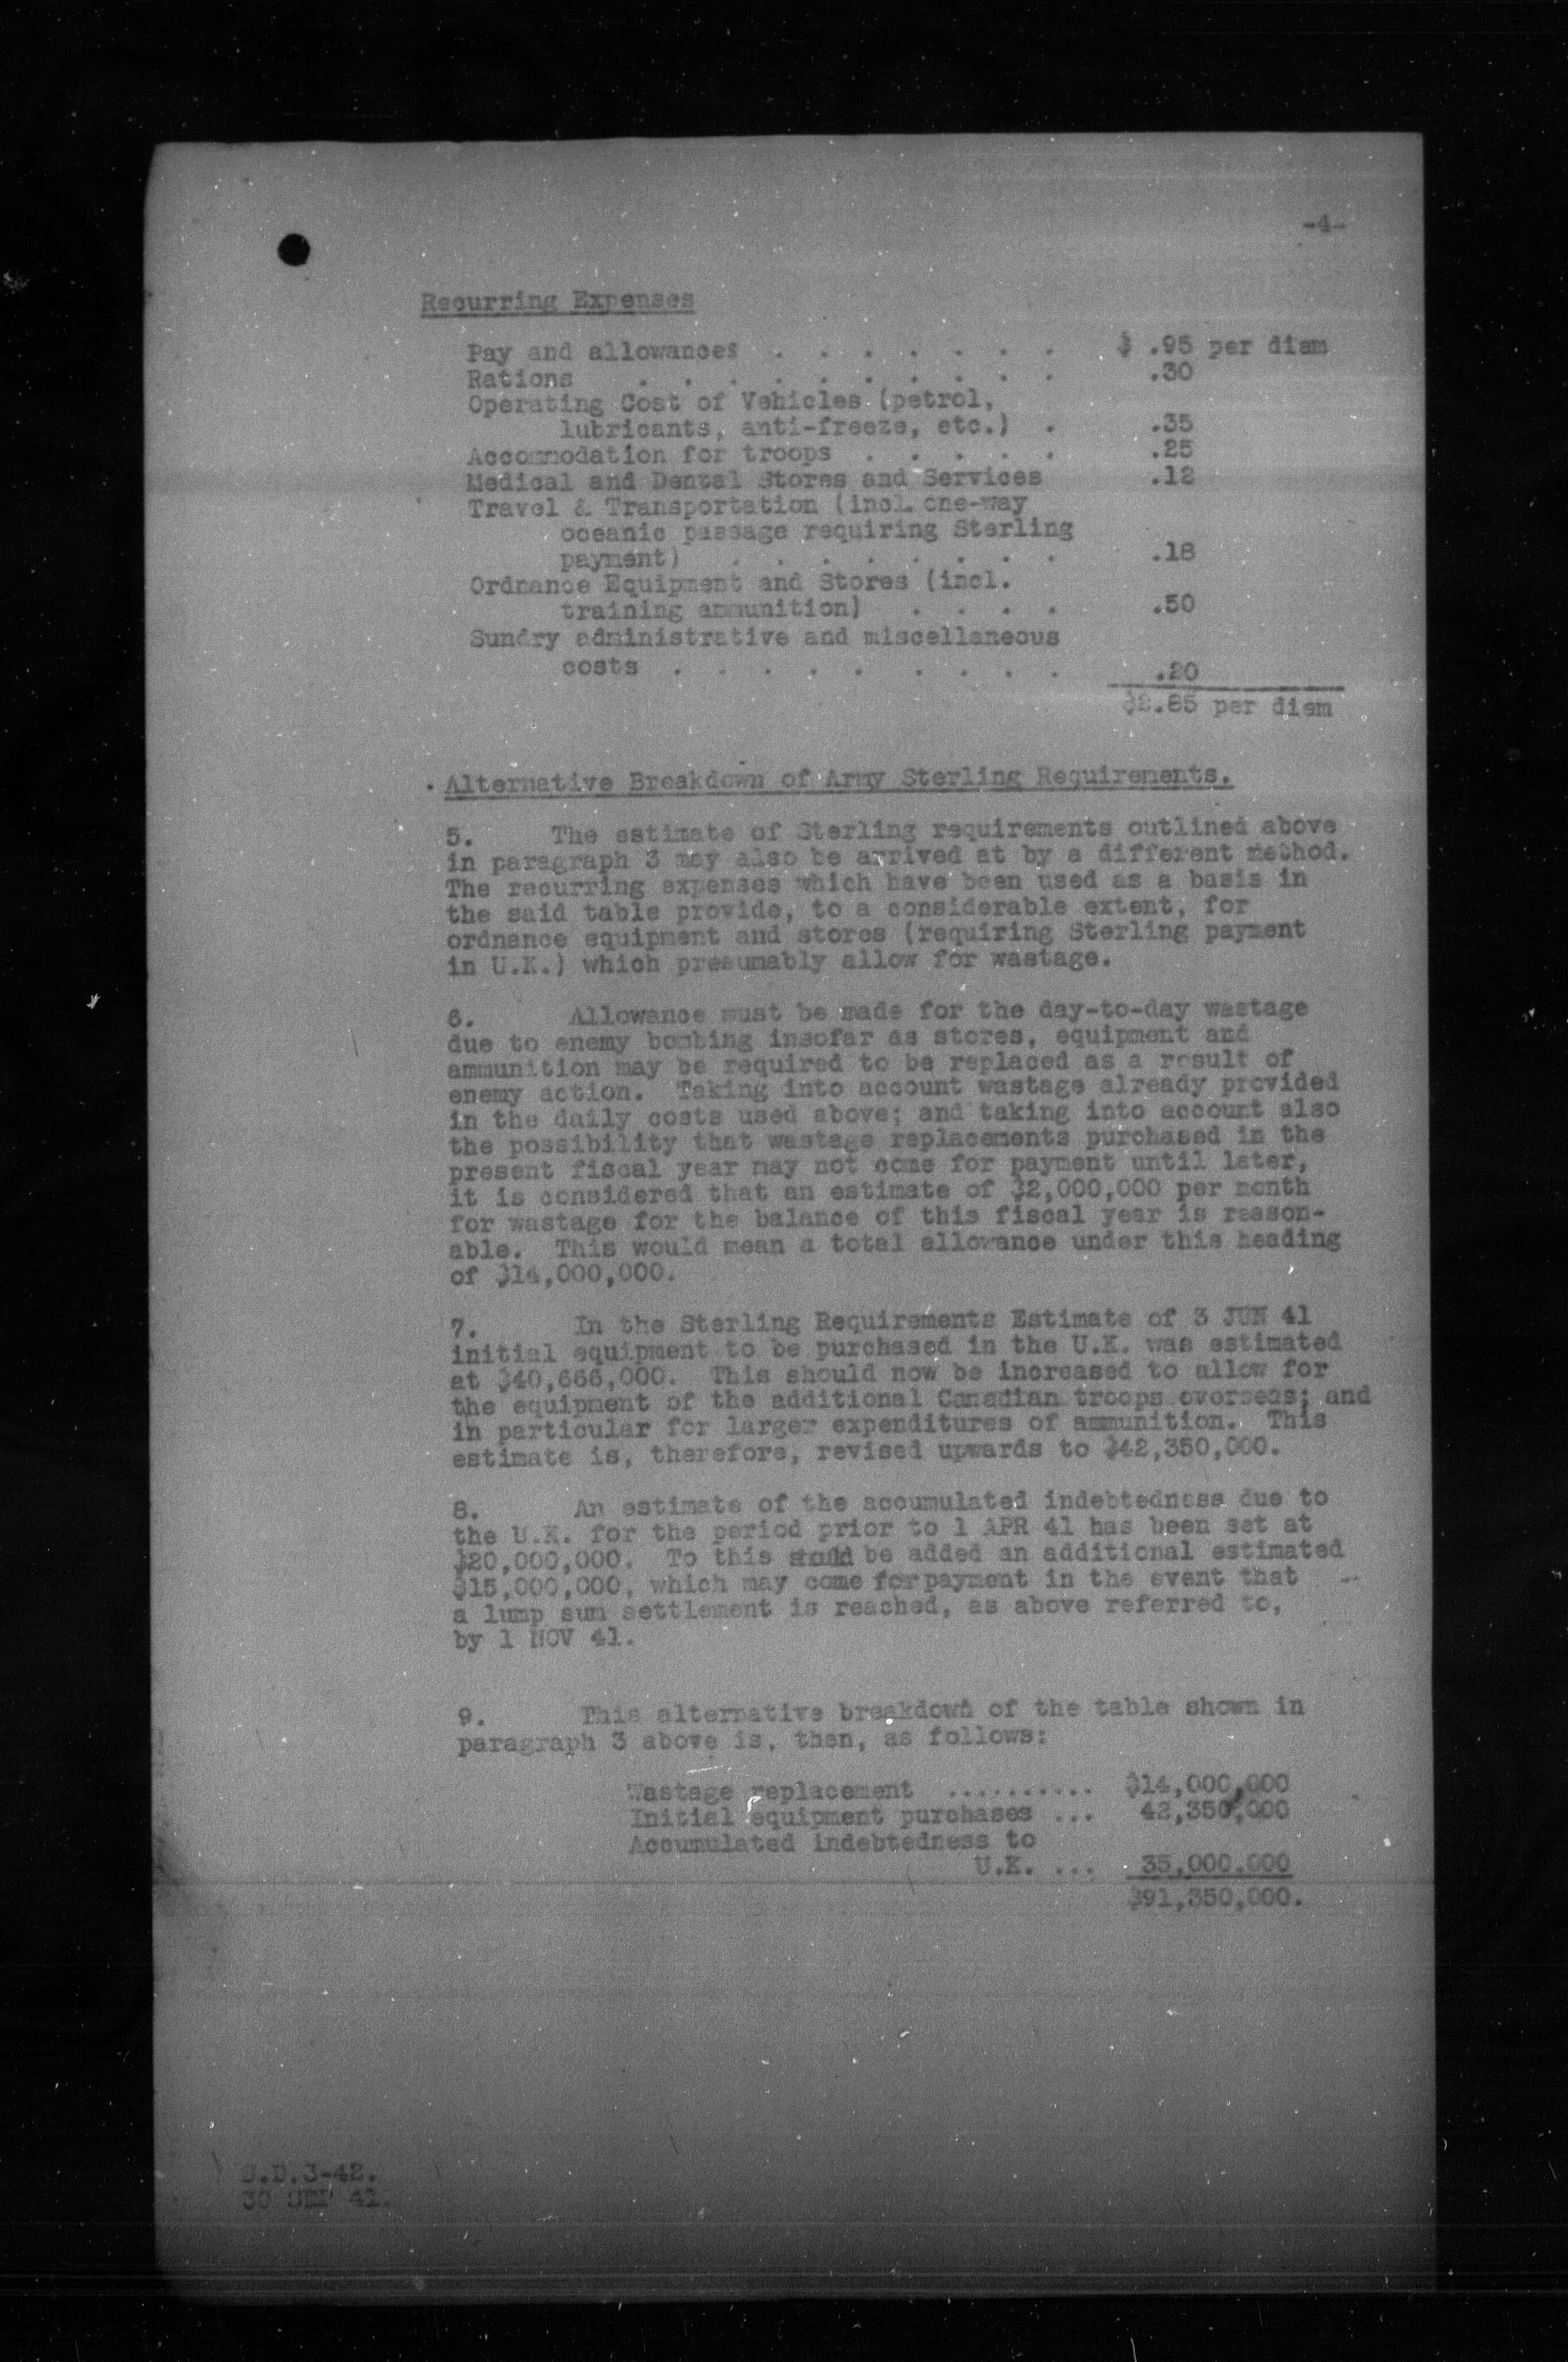 -4-
Recurring Expenses
Pay and allowances . . . . . . . $ .95 per diem
Rations . . . . . . . . . . .30
Operating Cost of Vehicles (petrol,
lubricants, anti-freeze, etc.) . .35
Accommodation for troops . . . . . .25
Medical and Dental Stores and Services .12
Travel & Transportation (incl. one-way
oceanic passage requiring Sterling
payment) . . . . . . . . .18
Ordnance Equipment and Stores (incl.
training ammunition) . . . . .50
Sundry administrative and miscellaneous
costs . . . . . . . . . .20
$2.85 per diem
Alternative Breakdown of Army Sterling Requirements.
5. The estimate of Sterling requirements outlined above
in paragraph 3 may also be arrived at by a different method.
The recurring expenses which have been used as a basis in
the said table provide, to a considerable extent, for
ordnance equipment and stores (requiring Sterling payment
in U.K.) which presumably allow for wastage.
6. Allowance must be made for the day-to-day wastage
due to enemy bombing insofar as stores, equipment and
ammunition may be required to be replaced as a result of
enemy action. Taking into account wastage already provided
in the daily costs used above; and taking into account also
the possibility that wastage replacements purchased in the
present fiscal year may not come for payment until later,
it is considered that an estimate of $2,000,000 per month
for wastage for the balance of this fiscal year is reason-
able. This would mean a total allowance under this heading
of $14,000,000.
7. In the Sterling Requirements Estimate of 3 JUN 41
initial equipment to be purchased in the U.K. was estimated
at $40,666,000. This should now be increased to allow for
the equipment of the additional Canadian troops overseas; and
in particular for larger expenditures of ammunition. This
estimate is, therefore, revised upwards to $42,350,000.
8. An estimate of the accumulated indebtedness due to
the U.K. for the period prior to 1 APR 41 has been set at
$20,000,000. To this should be added an additional estimated
$15,000,000, which may come for payment in the event that
a lump sum settlement is reached, as above referred to,
by 1 NOV 41.
9. This alternative breakdown of the table shown in
paragraph 3 above is, then, as follows:
Wastage replacement .......... $14,000,000
Initial equipment purchases ... 42,350,000
Accumulated indebtedness to
U.K. ... 35,000,000
$91,350,000.
3-42.
30